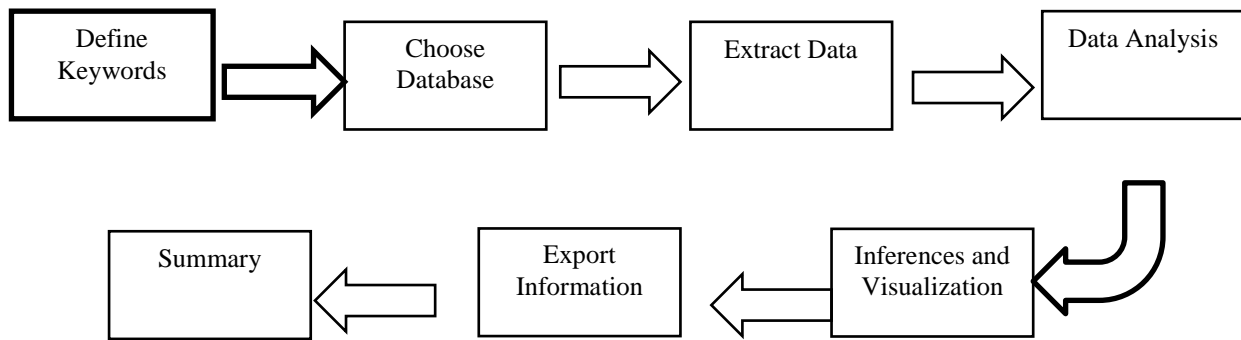 Define
Keywords
Choose
Database
Extract Data
Data Analysis
Inferences and
Visualization
Export
Information
Summary